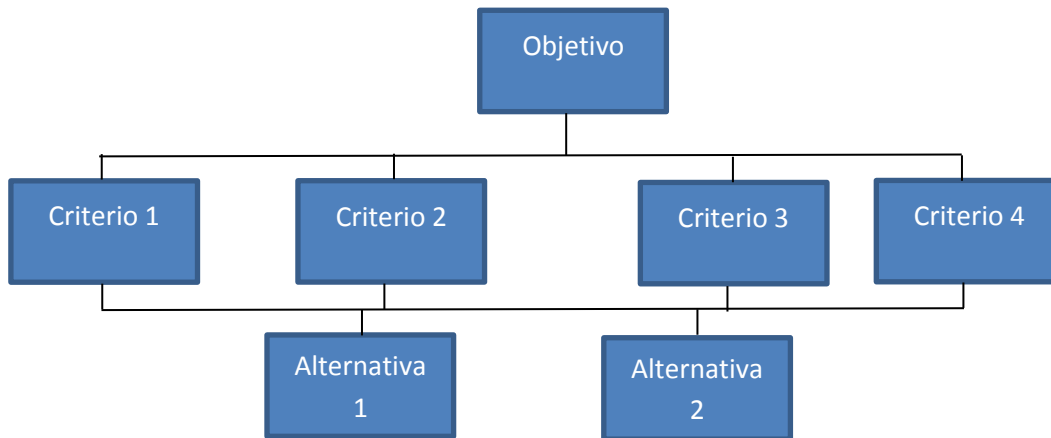 Objetivo
Criterio 1
Criterio 2
Criterio 3
Criterio 4
Alternativa
1
Alternativa
2